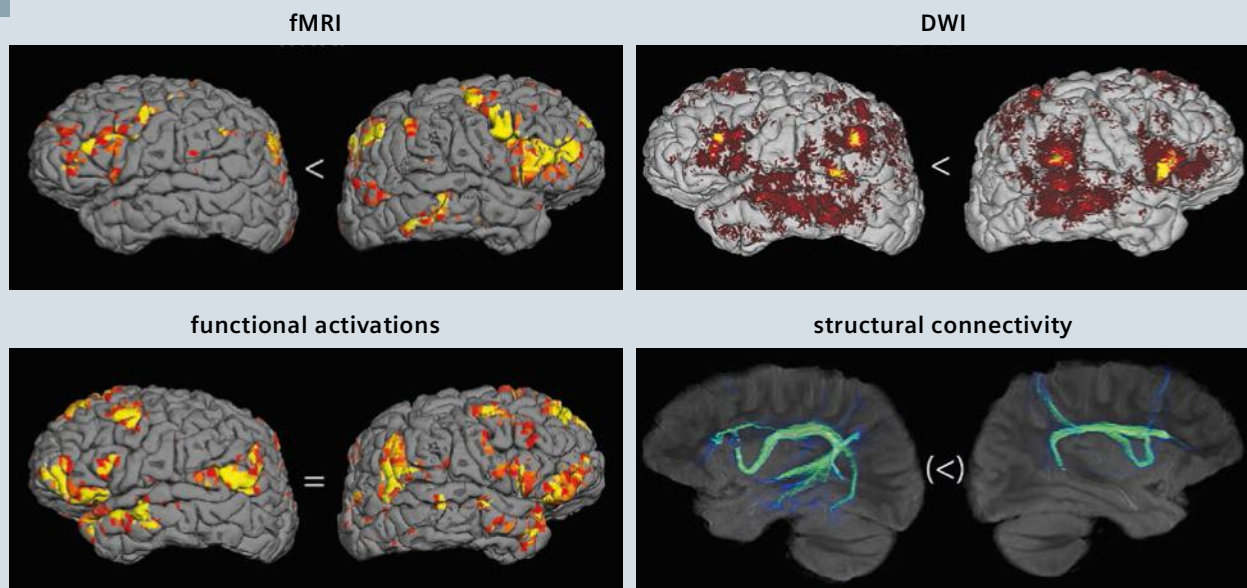 fMRI
DWI
<
<
functional activations
structural connectivity
=
(<)